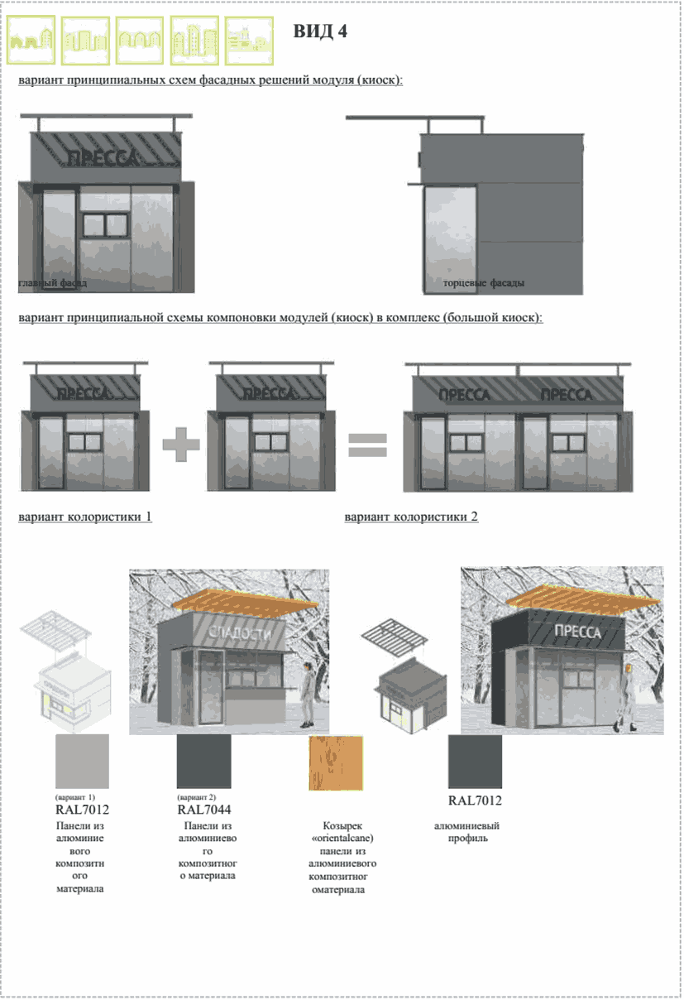 ВИД 4
вариант принципиальных схем фасадных решений модуля (киоск):
ПРЕССА
главный фасад
торцевые фасады
вариант принципиальной схемы компоновки модулей (киоск) в комплекс (большой киоск):
ПРЕССА
ПРЕССА
ПРЕССА
ПРЕССА
вариант колористики 1
вариант колористики 2
СЛАДОСТИ
ПРЕССА
(вариант 1)
RAL7012
Панели из
алюминие
вого
композитн
ого
материала
(вариант 2)
RAL7044
Панели из
алюминиево
го
композитног
о материала
Козырек
«orientalcane)
панели из
алюминиевого
композитног
оматериала
RAL7012
алюминиевый
профиль